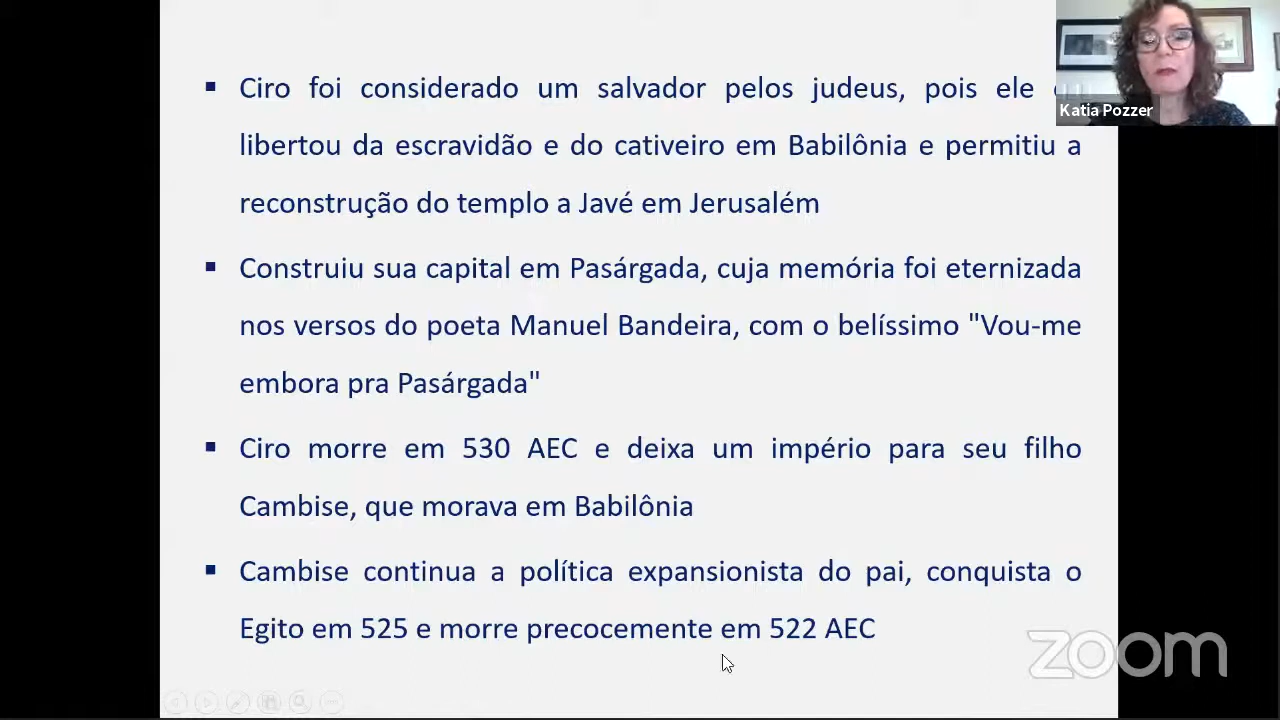 ▪ Ciro foi considerado um salvador pelos judeus, pois ele
libertou da escravidão e do cativeiro em Babilônia e permitiu a
reconstrução do templo a Javé em Jerusalém
▪ Construiu sua capital em Pasárgada, cuja memória foi eternizada
nos versos do poeta Manuel Bandeira, com o belíssimo "Vou-me
embora pra Pasárgada"
▪ Ciro morre em 530 AEC e deixa um império para seu filho
Cambise, que morava em Babilônia
▪ Cambise continua a política expansionista do pai, conquista o
Egito em 525 e morre precocemente em 522 AEC
Katia Pozzer
zoom